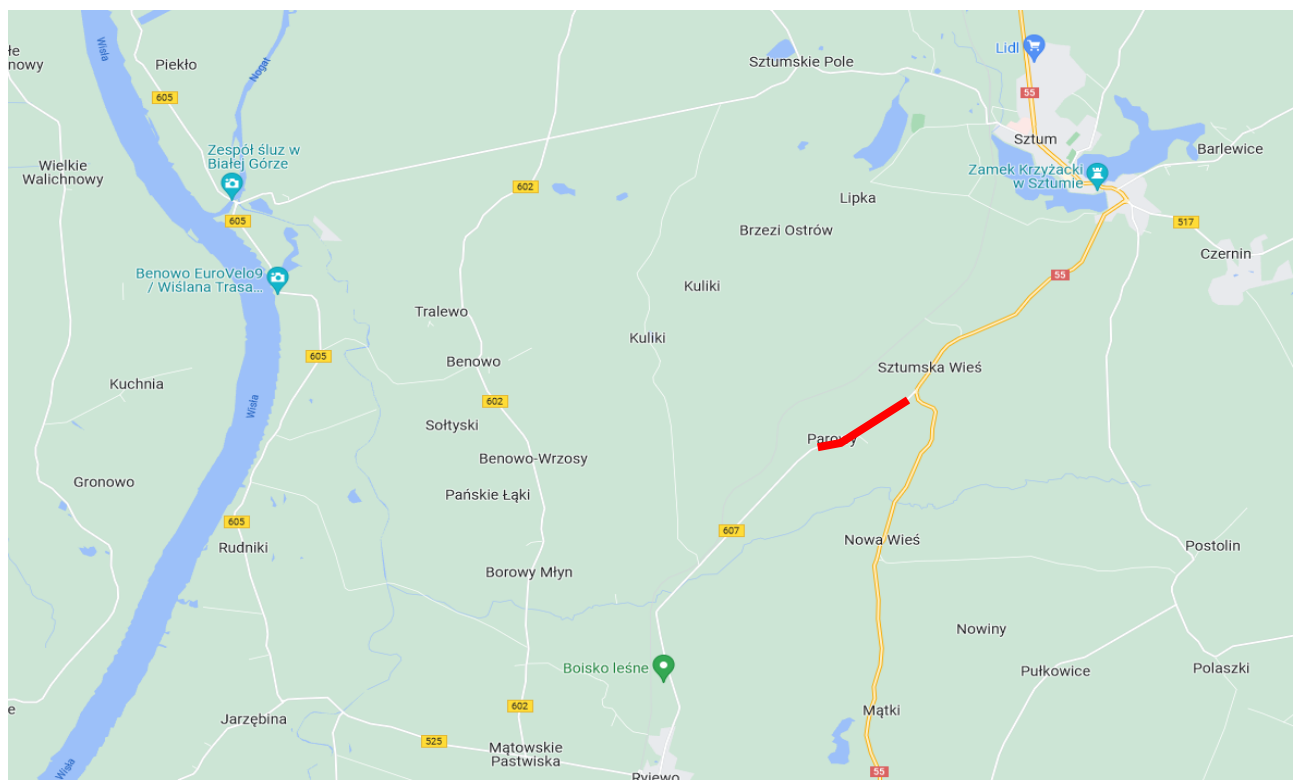 Wisła
Piekło
605
Nogat
nowy
Sztumskie Pole
Lidl
55
Sztum
Zespół śluz w
Białej Górze
Wielkie
Walichnowy
602
605
Zamek Krzyżacki
w Sztumie
Barlewice
Lipka
Brzezi Ostrów
517
Czernin
Benowo EuroVelo9
/ Wiślana Trasa...
55
Kuliki
Tralewo
Kuliki
605
Benowo
Sztumska Wieś
Kuchnia
602
Wisła
Sołtyski
Benowo-Wrzosy
Parowy
Gronowo
Pańskie Łąki
605
607
Rudniki
Nowa Wieś
Postolin
Borowy Młyn
Nowiny
Boisko leśne
Pułkowice
Polaszki
602
Jarzębina
Mątki
525
Mątowskie
Pastwiska
Wisła
55
Ryjewo